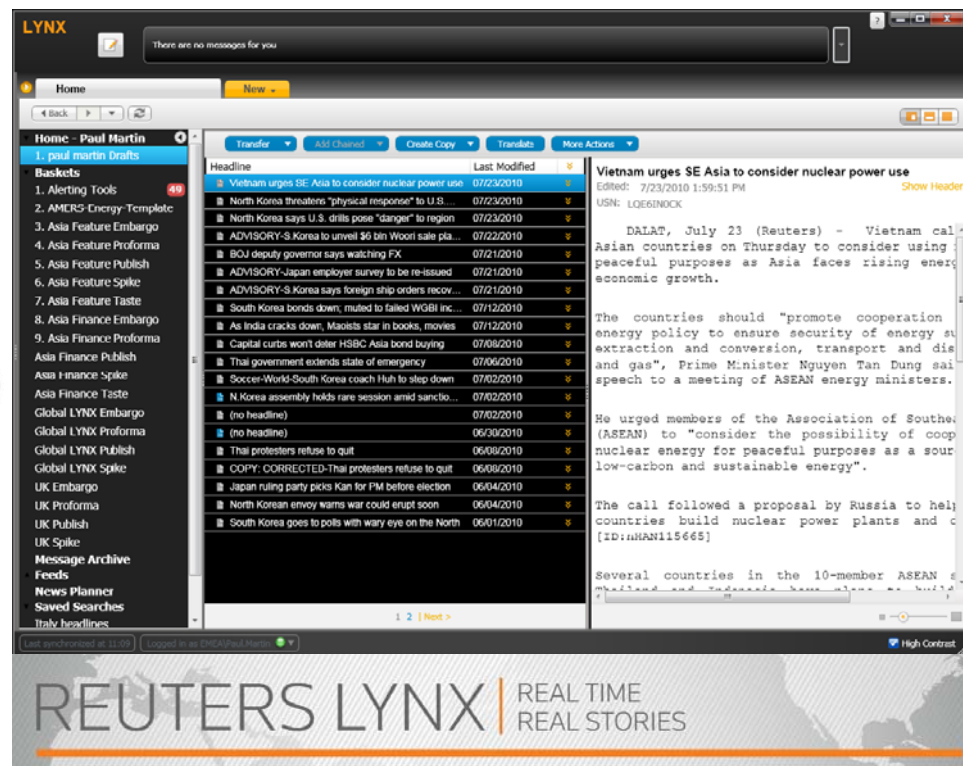 LYNX
There are no messages for you
?
Home
New
Back
Home - Paul Martin
1. paul martin Drafts
Baskets
1. Alerting Tools 49
2. AMERS-Energy-Template
3. Asia Feature Embargo
4. Asia Feature Proforma
5. Asia Feature Publish
6. Asia Feature Spike
7. Asia Feature Taste
8. Asia Finance Embargo
9. Asia Finance Proforma
Asia Finance Publish
Asia Finance Spike
Asia Finance Taste
Global LYNX Embargo
Global LYNX Proforma
Global LYNX Publish
Global LYNX Spike
UK Embargo
UK Proforma
UK Publish
UK Spike
Message Archive
Feeds
News Planner
Saved Searches
Italy headlines
Transfer Add Chained Create Copy Translate More Actions
Headline Last Modified
Vietnam urges SE Asia to consider nuclear power use 07/23/2010
North Korea threatens "physical response" to U.S.... 07/23/2010
North Korea says U.S. drills pose "danger" to region 07/23/2010
ADVISORY-S.Korea to unveil $6 bln Woori sale pla... 07/22/2010
BOJ deputy governor says watching FX 07/21/2010
ADVISORY-Japan employer survey to be re-issued 07/21/2010
ADVISORY-S.Korea says foreign ship orders recov... 07/21/2010
South Korea bonds down; muted to failed WGBI inc... 07/12/2010
As India cracks down, Maoists star in books, movies 07/12/2010
Capital curbs won't deter HSBC Asia bond buying 07/08/2010
Thai government extends state of emergency 07/06/2010
Soccer-World-South Korea coach Huh to step down 07/02/2010
N.Korea assembly holds rare session amid sanctio... 07/02/2010
(no headline) 07/02/2010
(no headline) 06/30/2010
Thai protesters refuse to quit 06/08/2010
COPY: CORRECTED-Thai protesters refuse to quit 06/08/2010
Japan ruling party picks Kan for PM before election 06/04/2010
North Korean envoy warns war could erupt soon 06/04/2010
South Korea goes to polls with wary eye on the North 06/01/2010
1 2 | Next >
Vietnam urges SE Asia to consider nuclear power use
Edited: 7/23/2010 1:59:51 PM Show Header
USN: LQE6IN0CK
DALAT, July 23 (Reuters) - Vietnam cal
Asian countries on Thursday to consider using
peaceful purposes as Asia faces rising energ
economic growth.
The countries should "promote cooperation
energy policy to ensure security of energy su
extraction and conversion, transport and dis
and gas", Prime Minister Nguyen Tan Dung sai
speech to a meeting of ASEAN energy ministers.
He urged members of the Association of Southea
(ASEAN) to "consider the possibility of coop
nuclear energy for peaceful purposes as a sour
low-carbon and sustainable energy".
The call followed a proposal by Russia to hel
countries build nuclear power plants and
[ID:nHAN115665]
Several countries in the 10-member ASEAN
Last synchronized at 11:09 Logged in as EMEA\Paul.Martin
High Contrast
REUTERS LYNX
REAL TIME
REAL STORIES